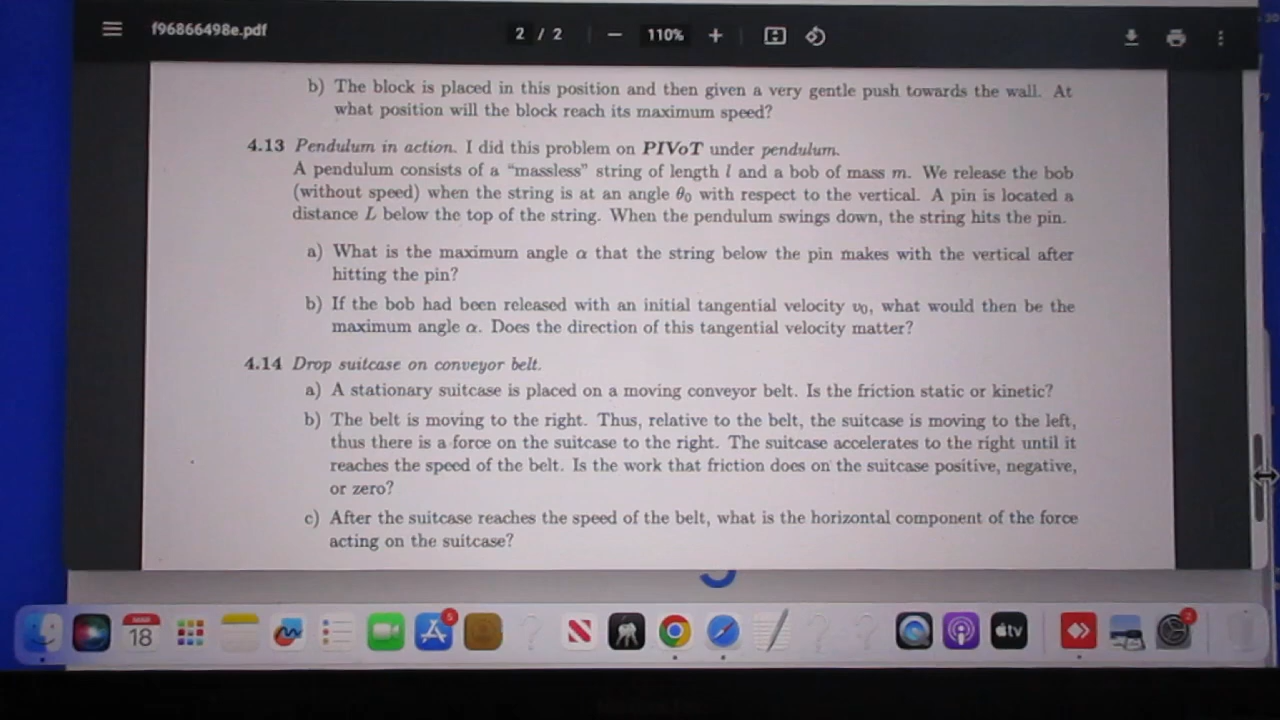 f96866498e.pdf
2 / 2
110%
b) The block is placed in this position and then given a very gentle push towards the wall. At
what position will the block reach its maximum speed?
4.13 Pendulum in action. I did this problem on PIVoT under pendulum.
A pendulum consists of a "massless" string of length l and a bob of mass m. We release the bob
(without speed) when the string is at an angle θ₀ with respect to the vertical. A pin is located a
distance L below the top of the string. When the pendulum swings down, the string hits the pin.
a) What is the maximum angle α that the string below the pin makes with the vertical after
hitting the pin?
b) If the bob had been released with an initial tangential velocity v₀, what would then be the
maximum angle α. Does the direction of this tangential velocity matter?
4.14 Drop suitcase on conveyor belt.
a) A stationary suitcase is placed on a moving conveyor belt. Is the friction static or kinetic?
b) The belt is moving to the right. Thus, relative to the belt, the suitcase is moving to the left,
thus there is a force on the suitcase to the right. The suitcase accelerates to the right until it
reaches the speed of the belt. Is the work that friction does on the suitcase positive, negative,
or zero?
c) After the suitcase reaches the speed of the belt, what is the horizontal component of the force
acting on the suitcase?
18
5
tv
2